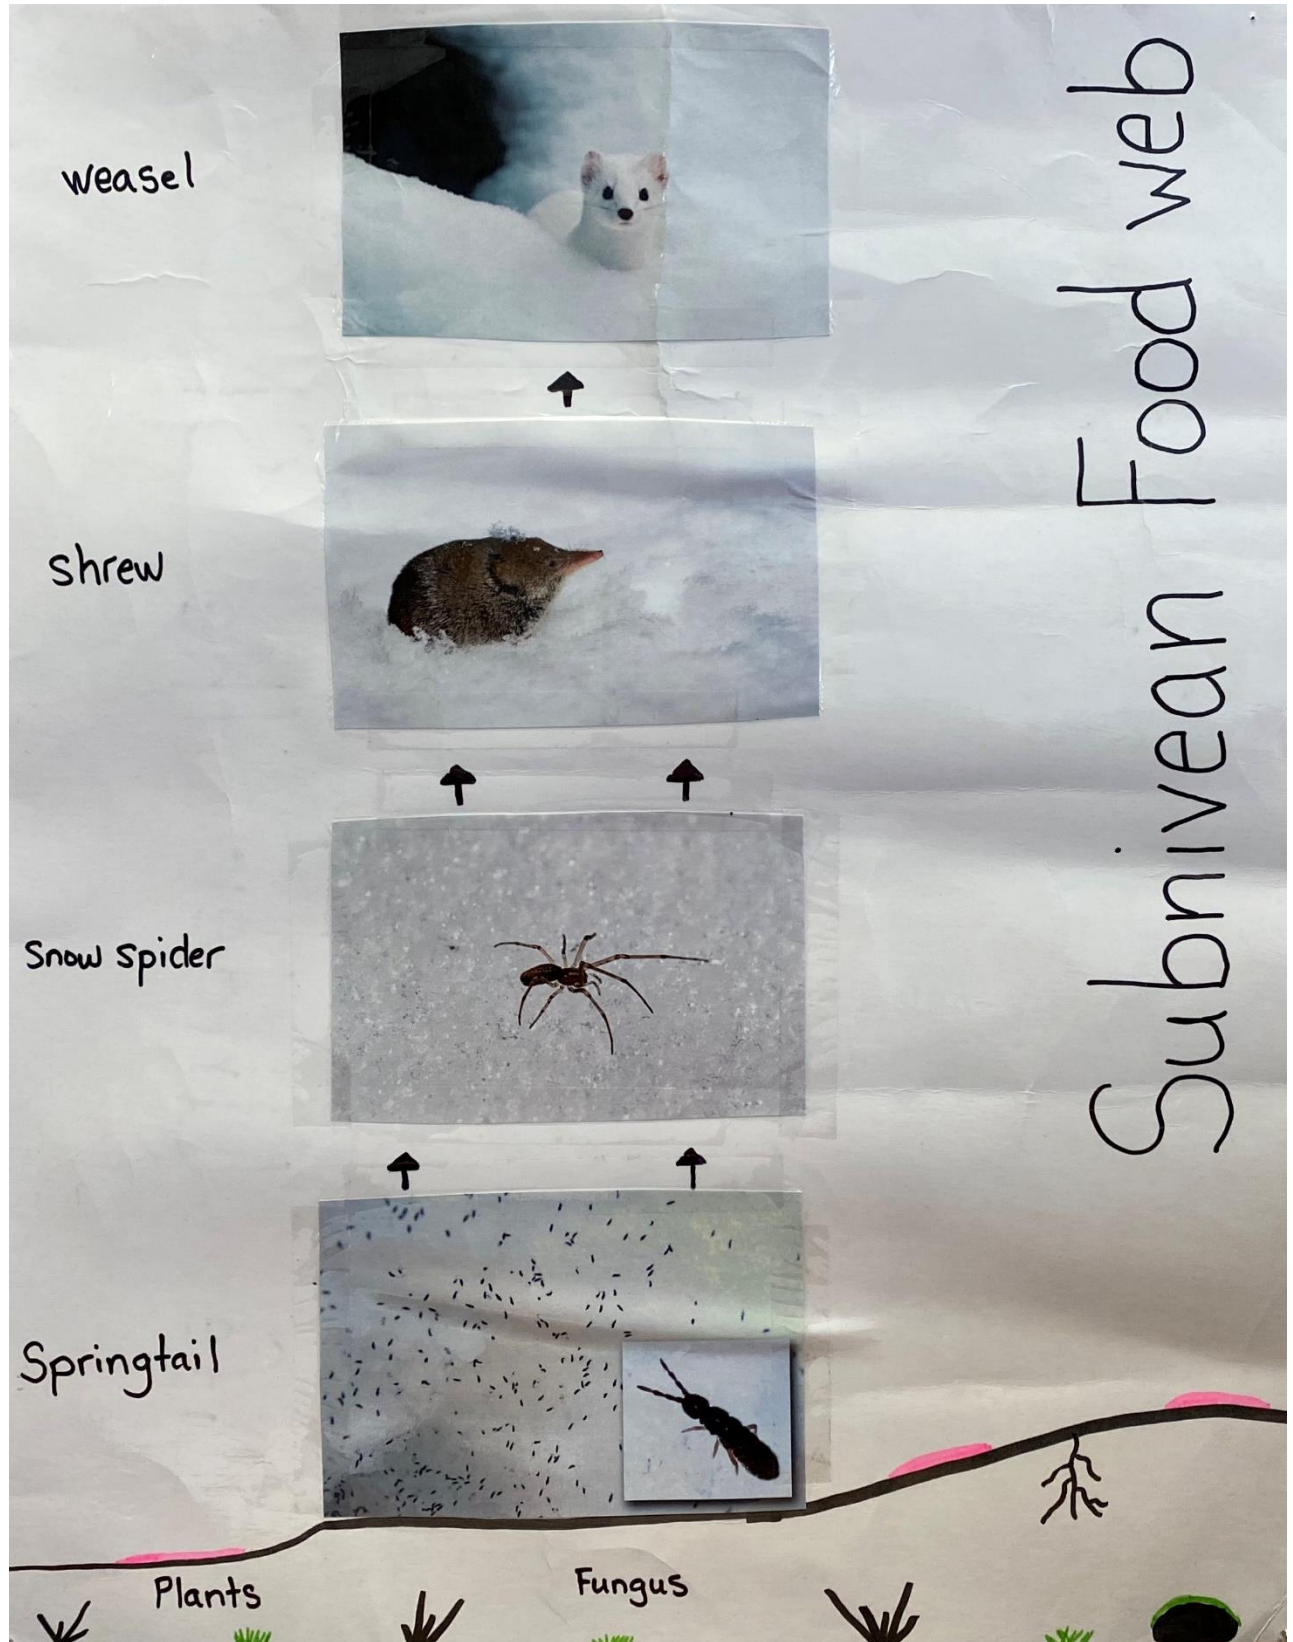 Subnivean Food web
weasel
shrew
Snow spider
Springtail
Plants
Fungus